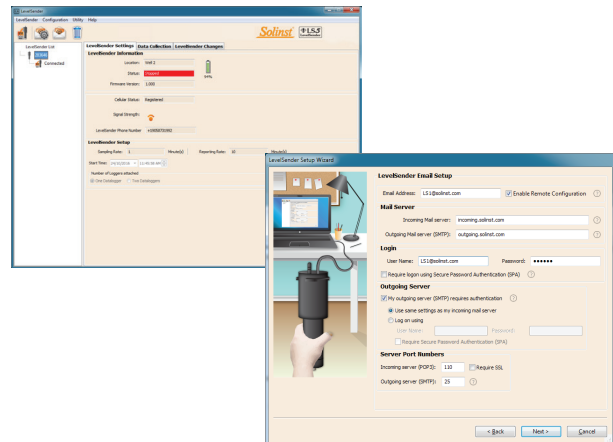 LevelSender
LevelSender Configuration Utility Help
Solinst LS5 LevelSender
LevelSender List
Connected
LevelSender Settings Data Collection LevelSender Changes
LevelSender Information
Location: Well 2
Status: Stopped
94%
Firmware Version: 1.000
Cellular Status: Registered
Signal Strength:
LevelSender Phone Number
LevelSender Setup
Sampling Rate: 1 Minute(s) Reporting Rate: 10 Minute(s)
Start Time:
Number of Loggers attached
One Datalogger Two Dataloggers
LevelSender Setup Wizard
LevelSender Email Setup
Email Address: LS1@solinst.com Enable Remote Configuration ?
Mail Server
Incoming Mail server: incoming.solinst.com
Outgoing Mail server (SMTP): outgoing.solinst.com
Login
User Name: LS1@solinst.com Password: ••••••
Require logon using Secure Password Authentication (SPA) ?
Outgoing Server
My outgoing server (SMTP) requires authentication ?
Use same settings as my incoming mail server
Log on using
User Name: Password:
Require Secure Password Authentication (SPA)
Server Port Numbers
Incoming server (POP3): 110 Require SSL
Outgoing server (SMTP): 25 ?
< Back Next > Cancel